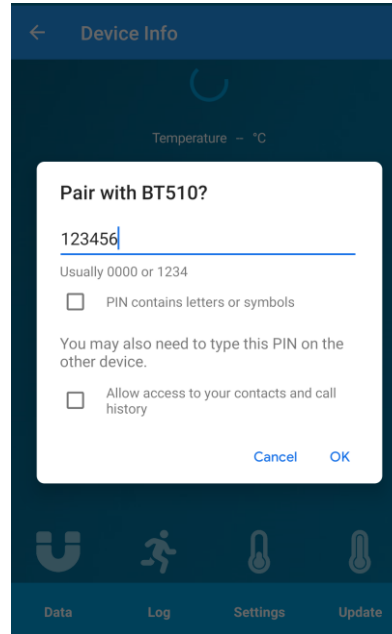 Device Info
Temperature – °C
Pair with BT510?
123456
Usually 0000 or 1234
PIN contains letters or symbols
You may also need to type this PIN on the
other device.
Allow access to your contacts and call
history
Cancel OK
Data Log Settings Update